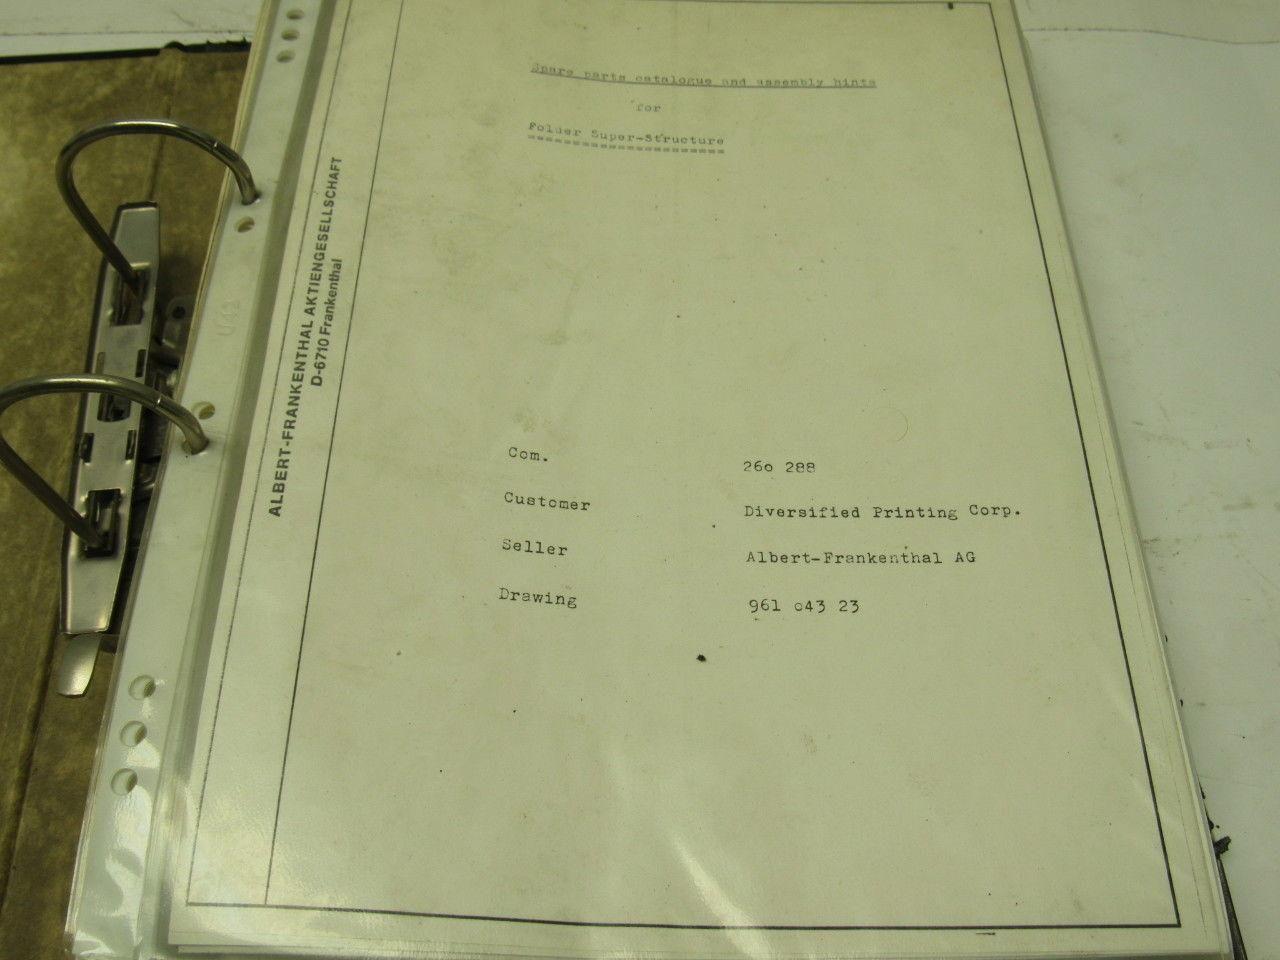 Spare parts catalogue and assembly hints
for
Folder Super-Structure
ALBERT-FRANKENTHAL AKTIENGESELLSCHAFT
D-6710 Frankenthal
Com. 26o 288
Customer Diversified Printing Corp.
Seller Albert-Frankenthal AG
Drawing 961 o43 23